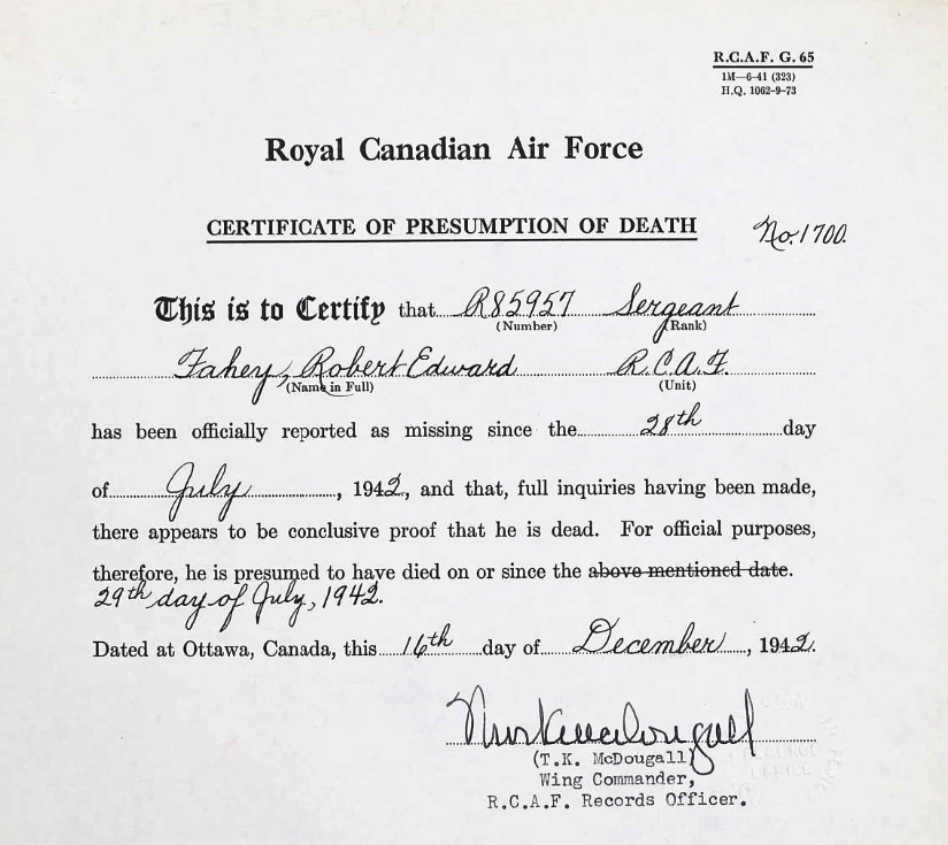 R.C.A.F. G. 65
1M—6-41 (323)
H.Q. 1062-9-73
Royal Canadian Air Force
CERTIFICATE OF PRESUMPTION OF DEATH No. 1700.
This is to Certify that R85957 Sergeant
(Number) (Rank)
Fahey, Robert Edward R.C.A.F.
(Name in Full) (Unit)
has been officially reported as missing since the 28th day
of July, 1942, and that, full inquiries having been made,
there appears to be conclusive proof that he is dead. For official purposes,
therefore, he is presumed to have died on or since the above mentioned date.
29th day of July, 1942.
Dated at Ottawa, Canada, this 16th day of December, 1942.
(T.K. McDougall)
Wing Commander,
R.C.A.F. Records Officer.